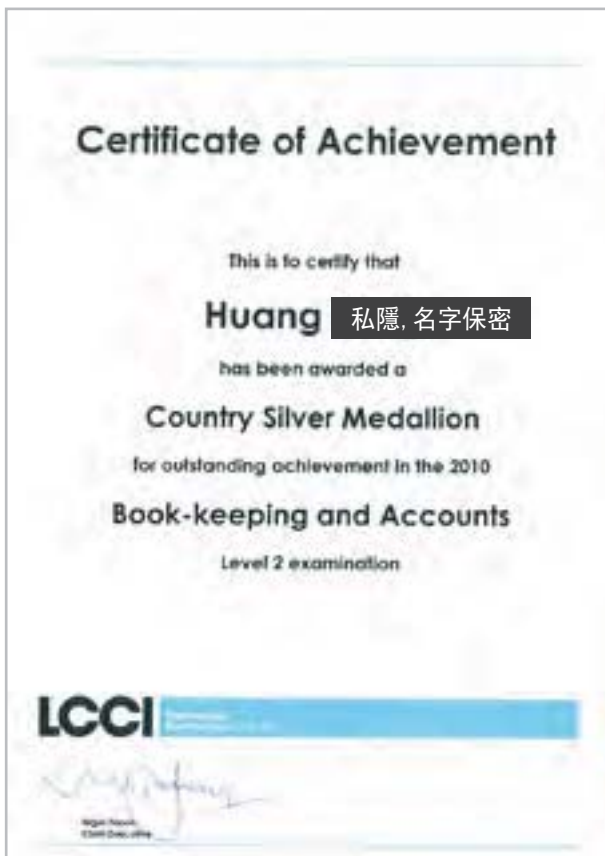 Certificate of Achievement
This is to certify that
Huang 私隱, 名字保密
has been awarded a
Country Silver Medallion
for outstanding achievement in the 2010
Book-keeping and Accounts
Level 2 examination
LCCI